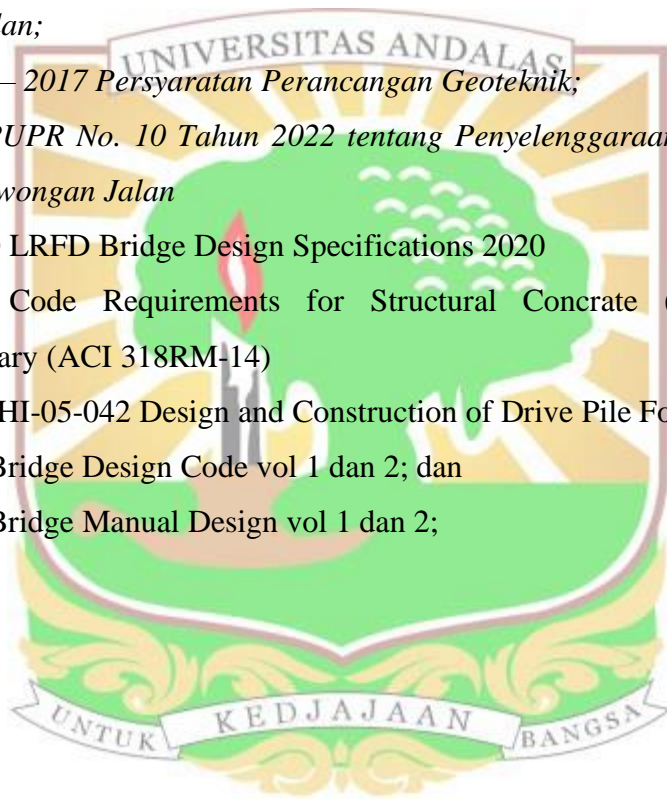 lan;
UNIVERSITAS ANDALAS
– 2017 Persyaratan Perancangan Geoteknik;
PUPR No. 10 Tahun 2022 tentang Penyelenggaraan
wongan Jalan
LRFD Bridge Design Specifications 2020
Code Requirements for Structural Concrate
ary (ACI 318RM-14)
HI-05-042 Design and Construction of Drive Pile Fo
Bridge Design Code vol 1 dan 2; dan
Bridge Manual Design vol 1 dan 2;
UNTUK KEDJAJAAN BANGSA